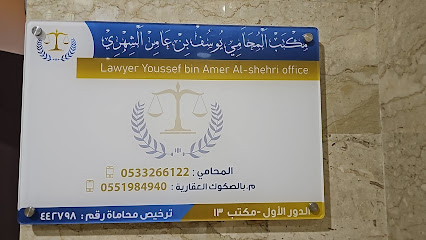 مكتب المحامي يوسف بن عامر الشهري
Lawyer Youssef bin Amer Al-shehri office
المحامي : 0533266122
م.بالصكوك العقارية : 0551984940
الدور الأول - مكتب ١٣
ترخيص محاماة رقم : ٤٤٢٧٩٨